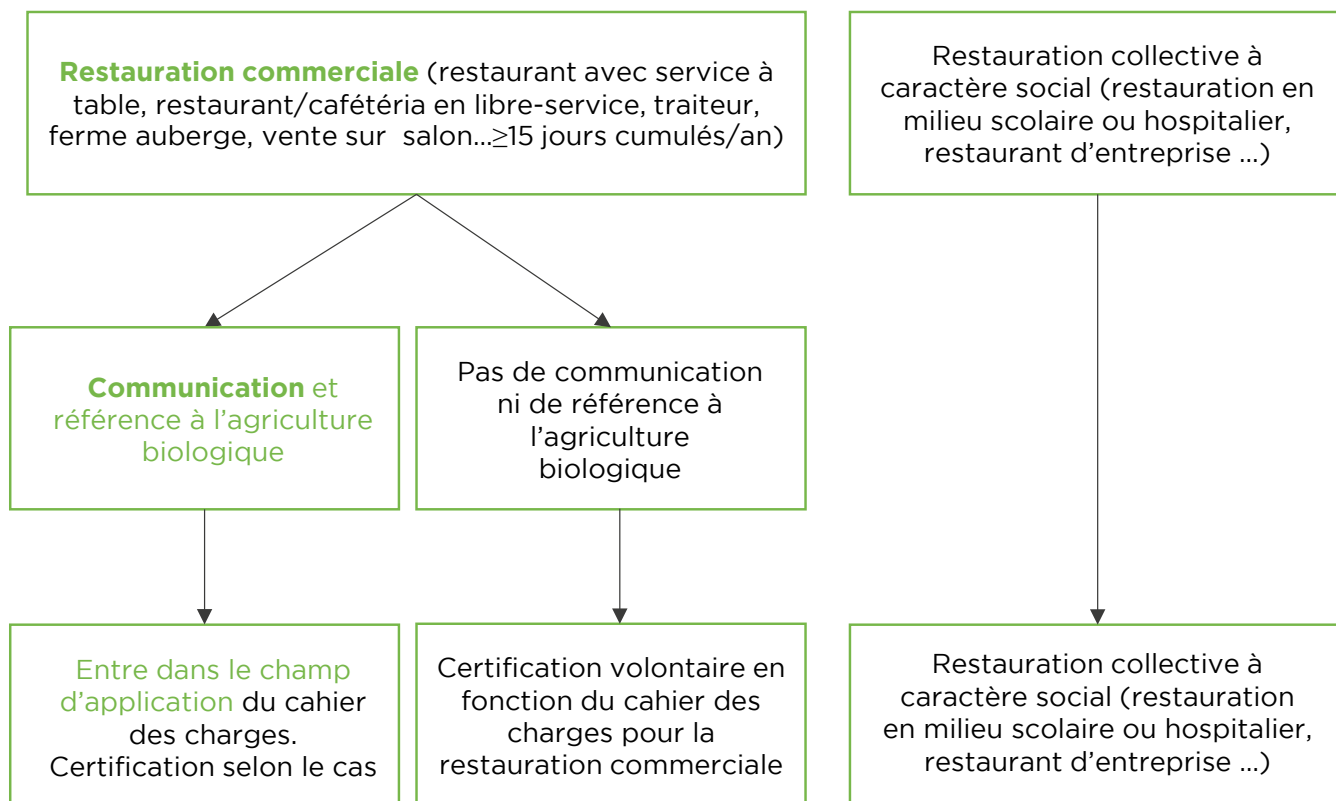 Restauration commerciale (restaurant avec service à
table, restaurant/cafétéria en libre-service, traiteur,
ferme auberge, vente sur salon...≥15 jours cumulés/an)
Restauration collective à
caractère social (restauration en
milieu scolaire ou hospitalier,
restaurant d’entreprise ...)
Communication et
référence à l’agriculture
biologique
Pas de communication
ni de référence à
l’agriculture
biologique
Entre dans le champ
d’application du cahier
des charges.
Certification selon le cas
Certification volontaire en
fonction du cahier des
charges pour la
restauration commerciale
Restauration collective à
caractère social (restauration
en milieu scolaire ou hospitalier,
restaurant d’entreprise ...)